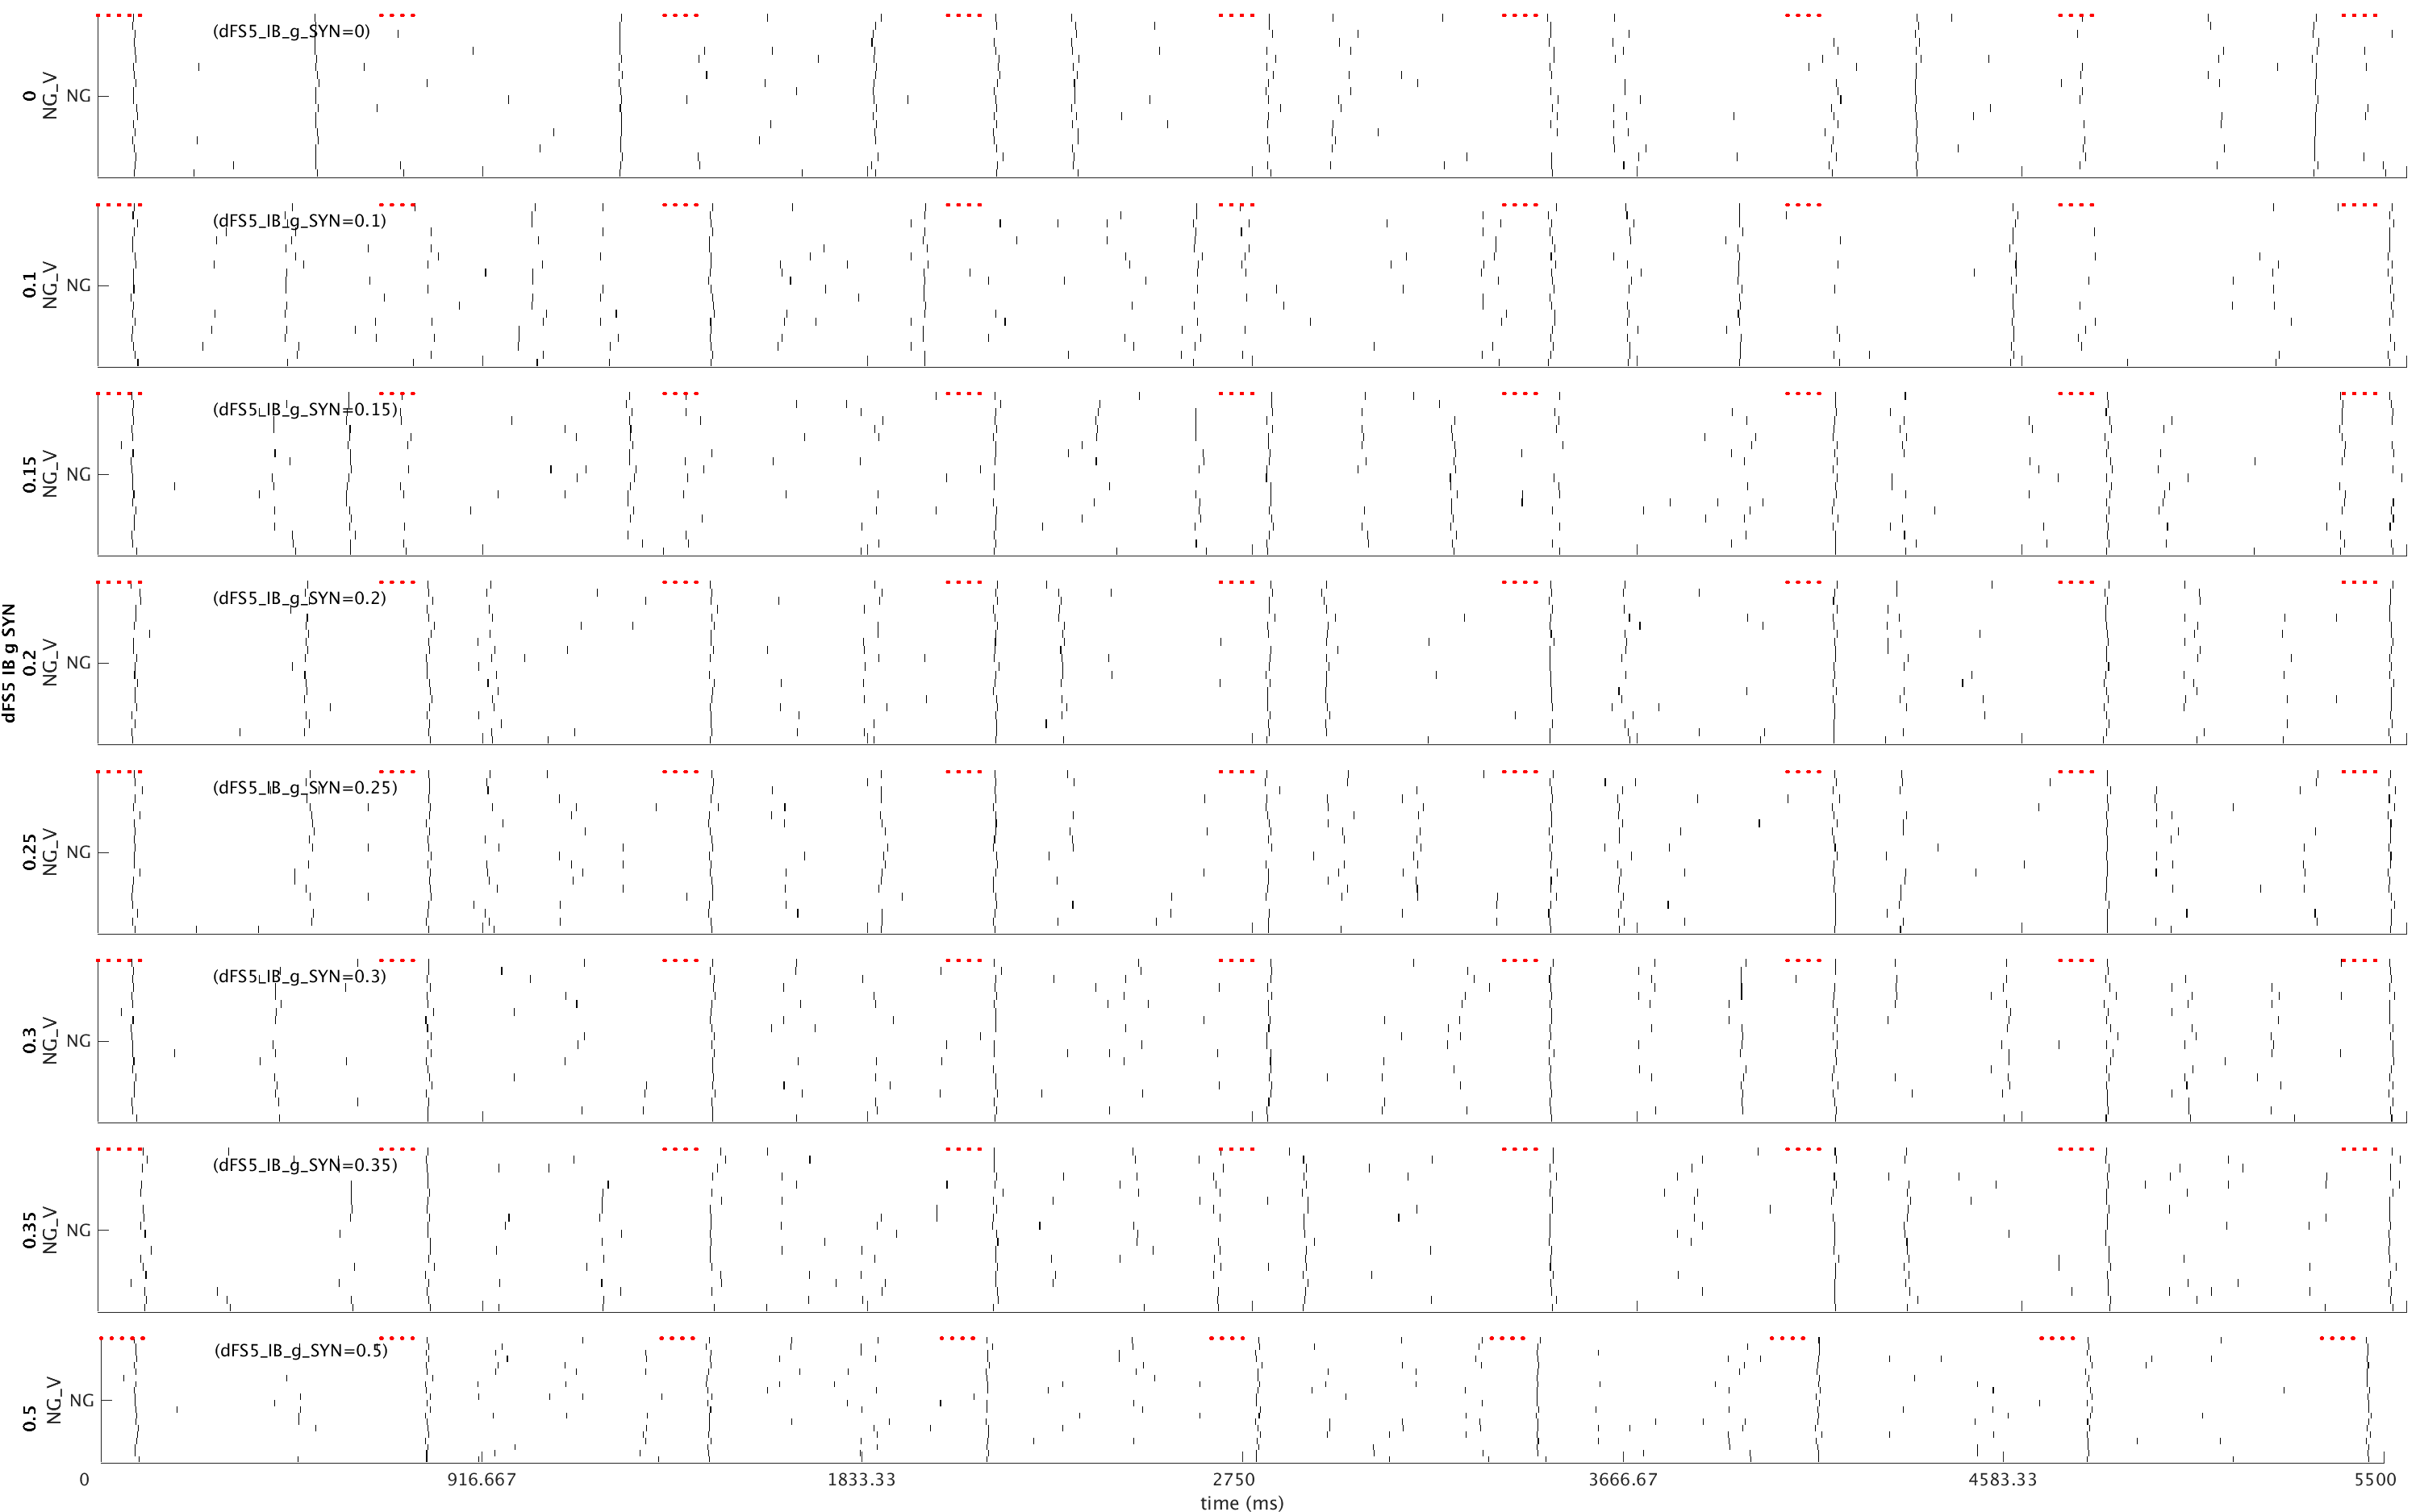 (dFS5_IB_g_SYN=0)
0
NG_V
NG
(dFS5_IB_g_SYN=0.1)
0.1
NG_V
NG
(dFS5_IB_g_SYN=0.15)
0.15
NG_V
NG
(dFS5_IB_g_SYN=0.2)
dFS5 IB g SYN
0.2
NG_V
NG
(dFS5_IB_g_SYN=0.25)
0.25
NG_V
NG
(dFS5_IB_g_SYN=0.3)
0.3
NG_V
NG
(dFS5_IB_g_SYN=0.35)
0.35
NG_V
NG
(dFS5_IB_g_SYN=0.5)
0.5
NG_V
NG
0 916.667 1833.33 2750 3666.67 4583.33 5500
time (ms)